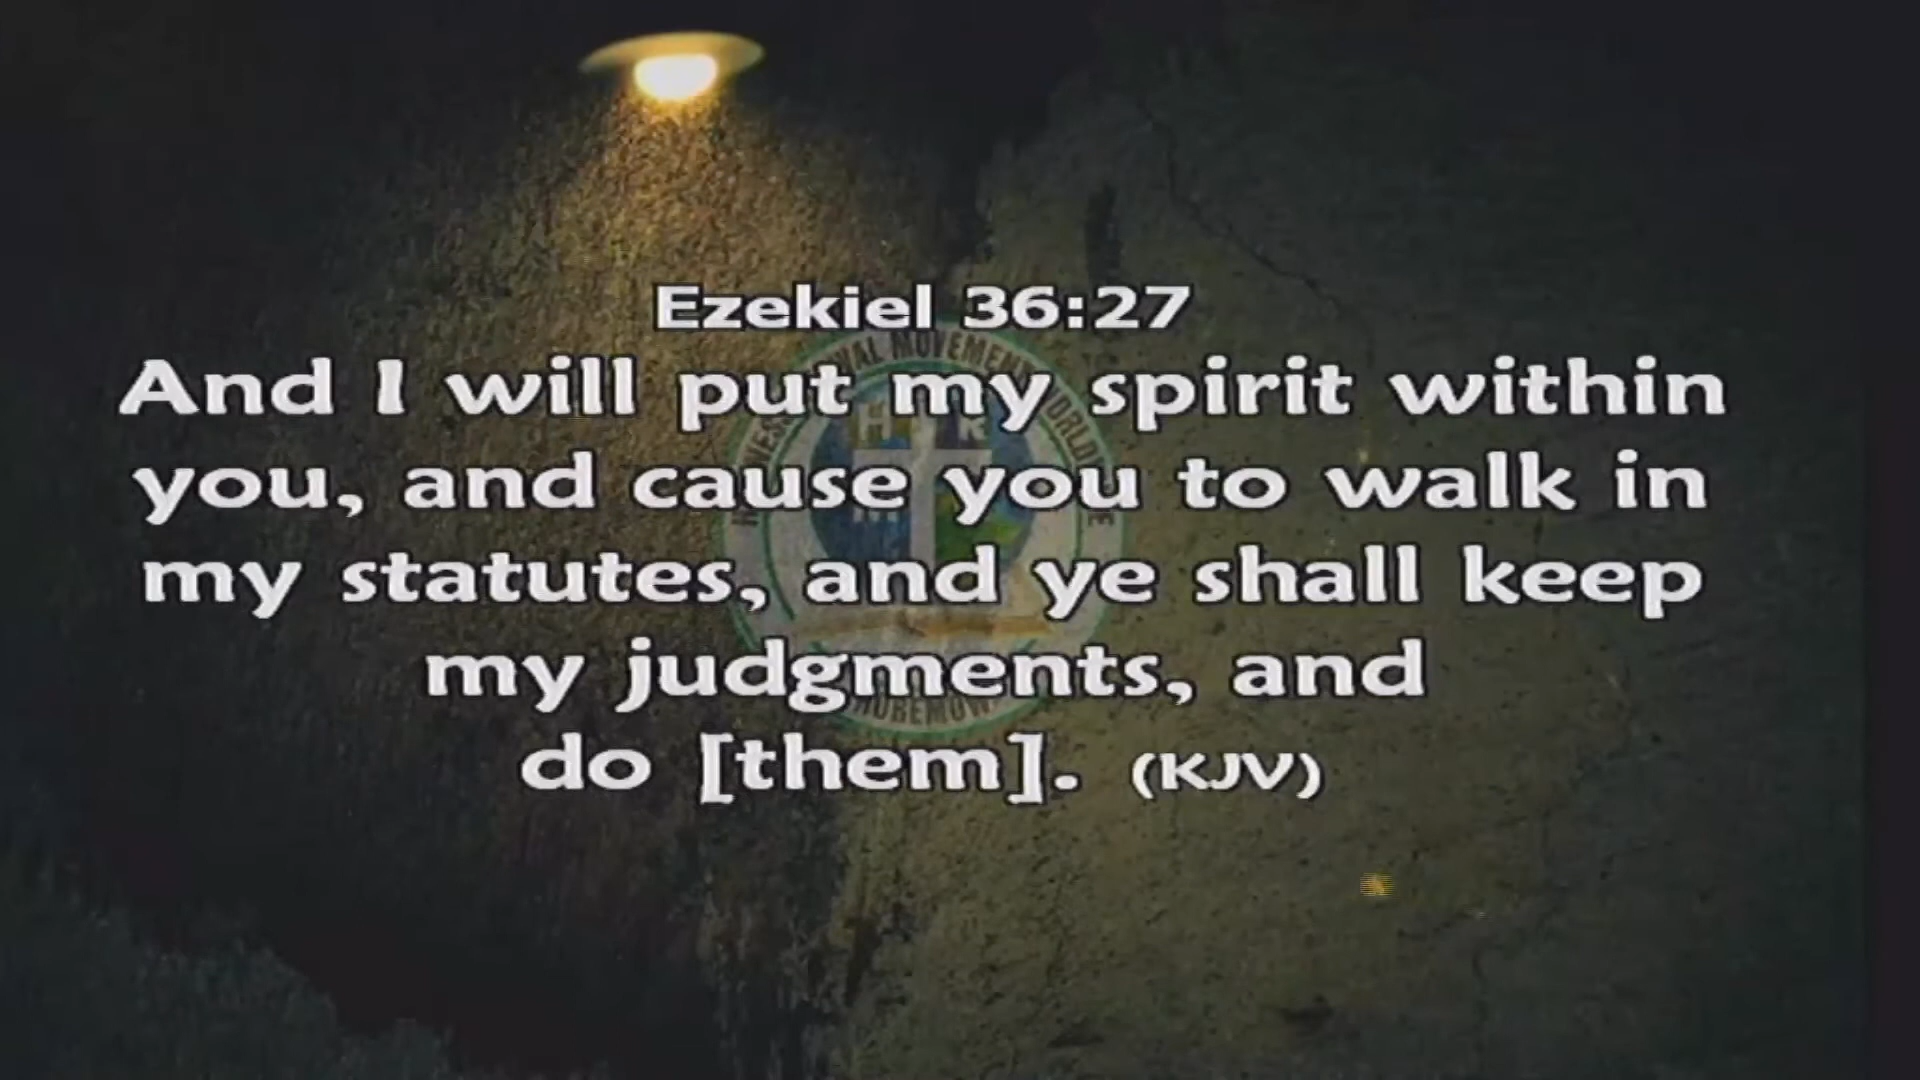 Ezekiel 36:27
And I will put my spirit within
you, and cause you to walk in
my statutes, and ye shall keep
my judgments, and
do [them]. (KJV)
MOVEMENT
H R